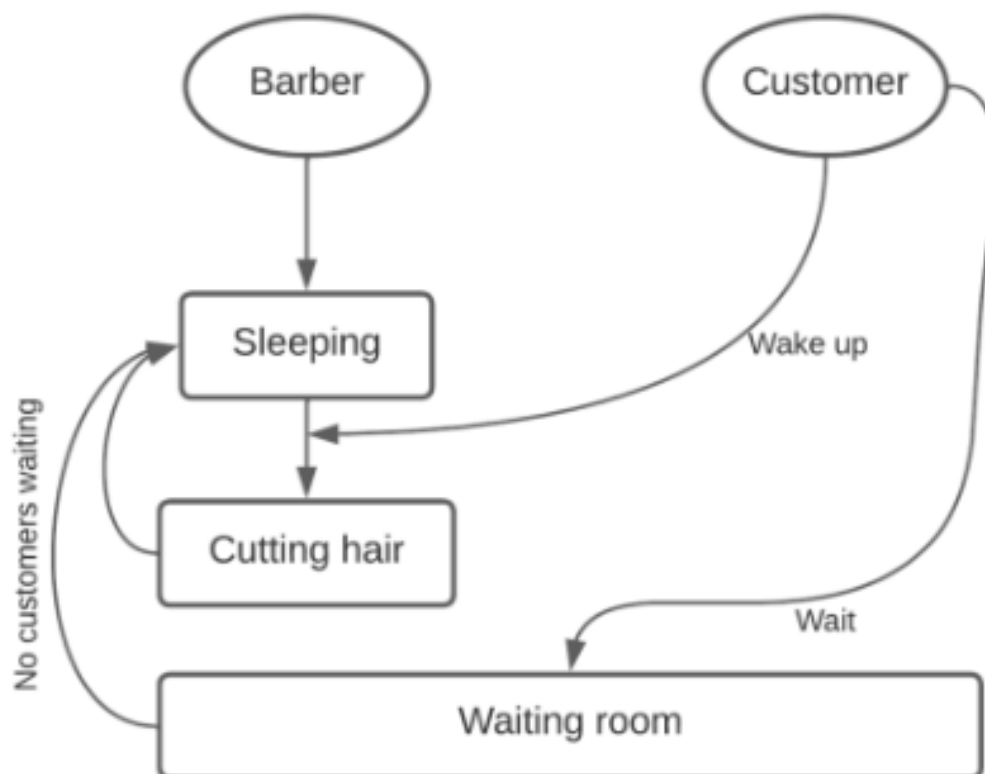 Barber
Customer
Sleeping
Wake up
No customers waiting
Cutting hair
Wait
Waiting room